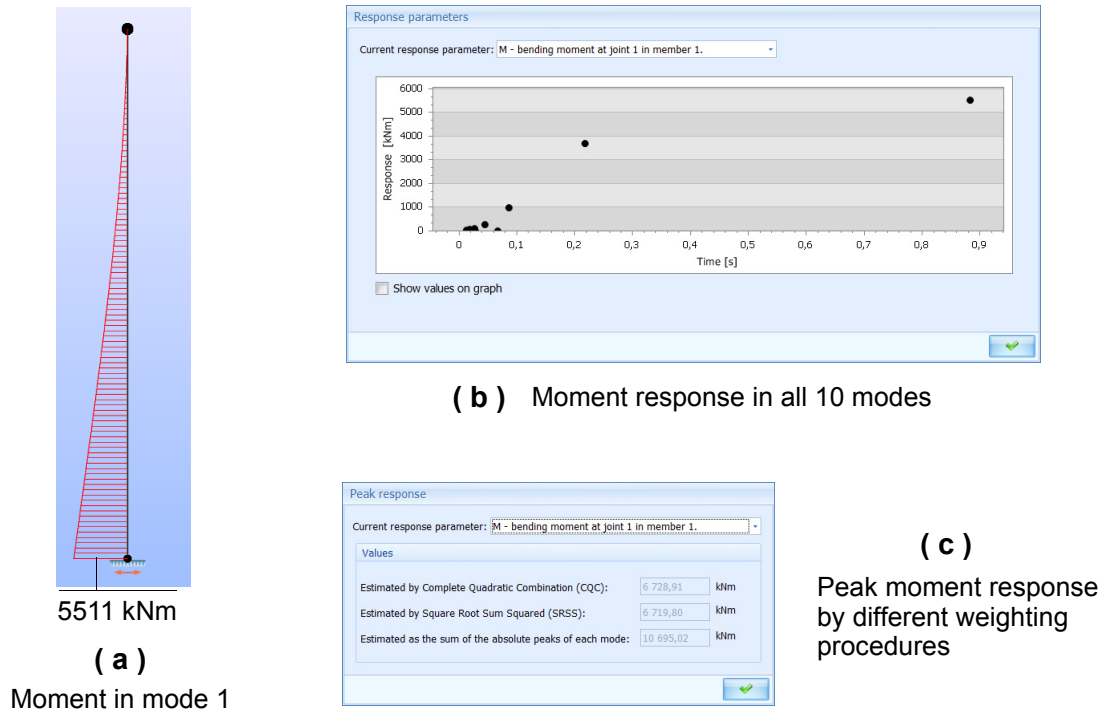 5511 kNm
( a )
Moment in mode 1
Response parameters
Current response parameter: M - bending moment at joint 1 in member 1.
Response [kNm]
6000
5000
4000
3000
2000
1000
0
0 0,1 0,2 0,3 0,4 0,5 0,6 0,7 0,8 0,9
Time [s]
Show values on graph
( b ) Moment response in all 10 modes
Peak response
Current response parameter: M - bending moment at joint 1 in member 1.
Values
Estimated by Complete Quadratic Combination (CQC): 6 728,91 kNm
Estimated by Square Root Sum Squared (SRSS): 6 719,80 kNm
Estimated as the sum of the absolute peaks of each mode: 10 695,02 kNm
( c )
Peak moment response
by different weighting
procedures